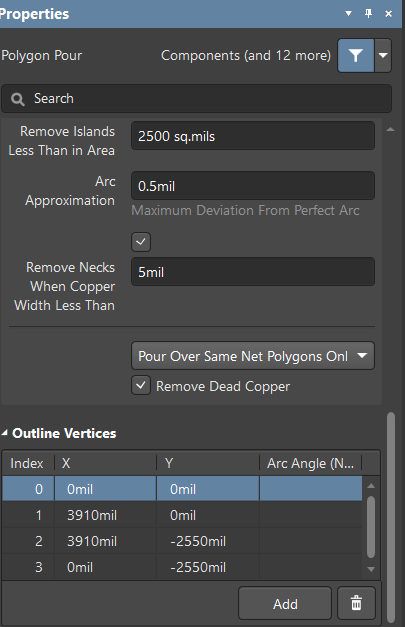 Properties
Polygon Pour Components (and 12 more)
Search
Remove Islands
Less Than in Area
2500 sq.mils
Arc
Approximation
0.5mil
Maximum Deviation From Perfect Arc
Remove Necks
When Copper
Width Less Than
5mil
Pour Over Same Net Polygons Onl
Remove Dead Copper
Outline Vertices
Index X Y Arc Angle (N...
0 0mil 0mil
1 3910mil 0mil
2 3910mil -2550mil
3 0mil -2550mil
Add